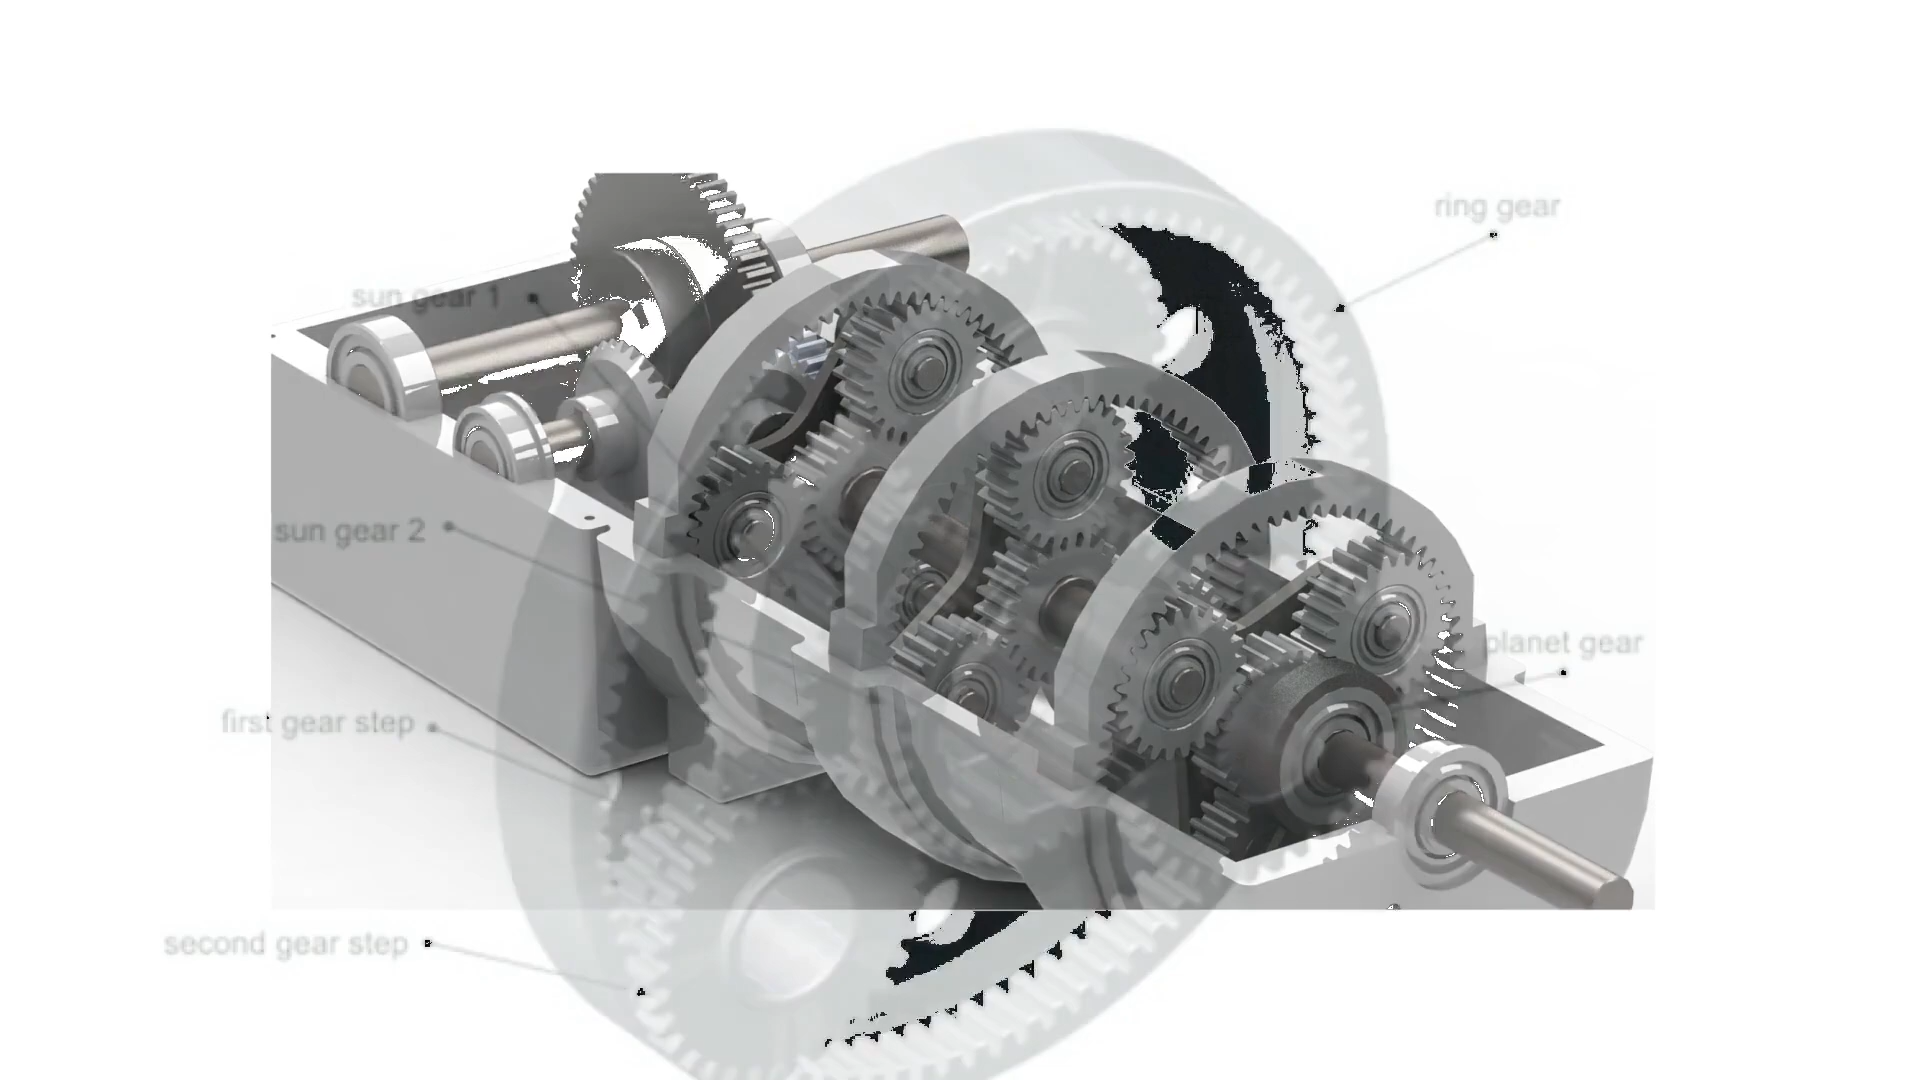 ring gear
sun gear 1
sun gear 2
planet gear
first gear step
second gear step